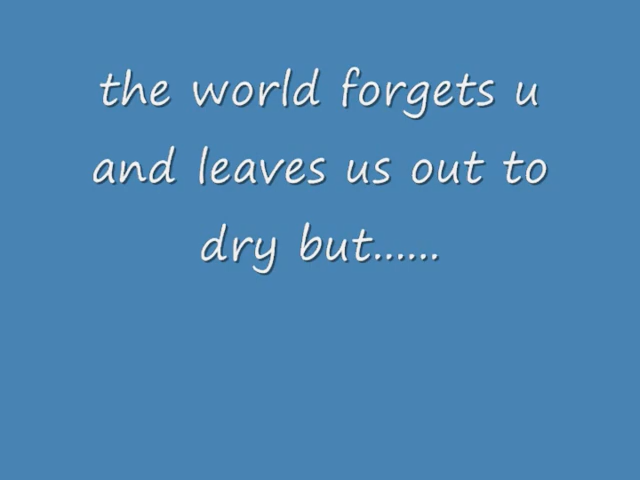 the world forgets u
and leaves us out to
dry but......